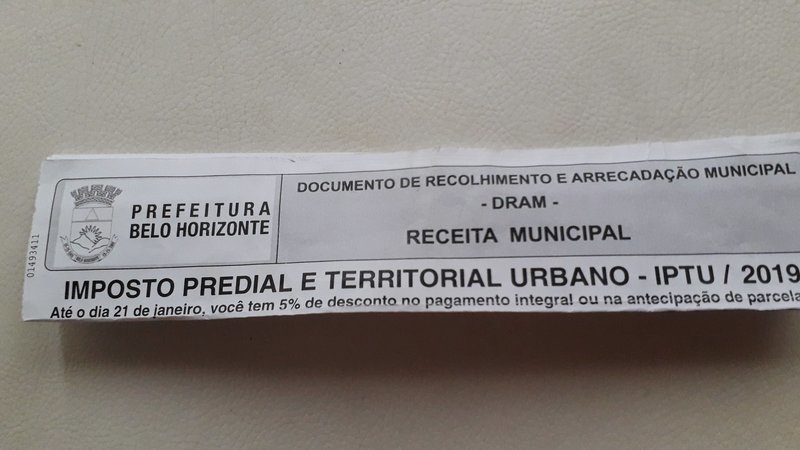 PREFEITURA
BELO HORIZONTE
DOCUMENTO DE RECOLHIMENTO E ARRECADAÇÃO MUNICIPAL
- DRAM -
RECEITA MUNICIPAL
01493411
IMPOSTO PREDIAL E TERRITORIAL URBANO - IPTU / 2019
Até o dia 21 de janeiro, você tem 5% de desconto no pagamento integral ou na antecipação de parcela